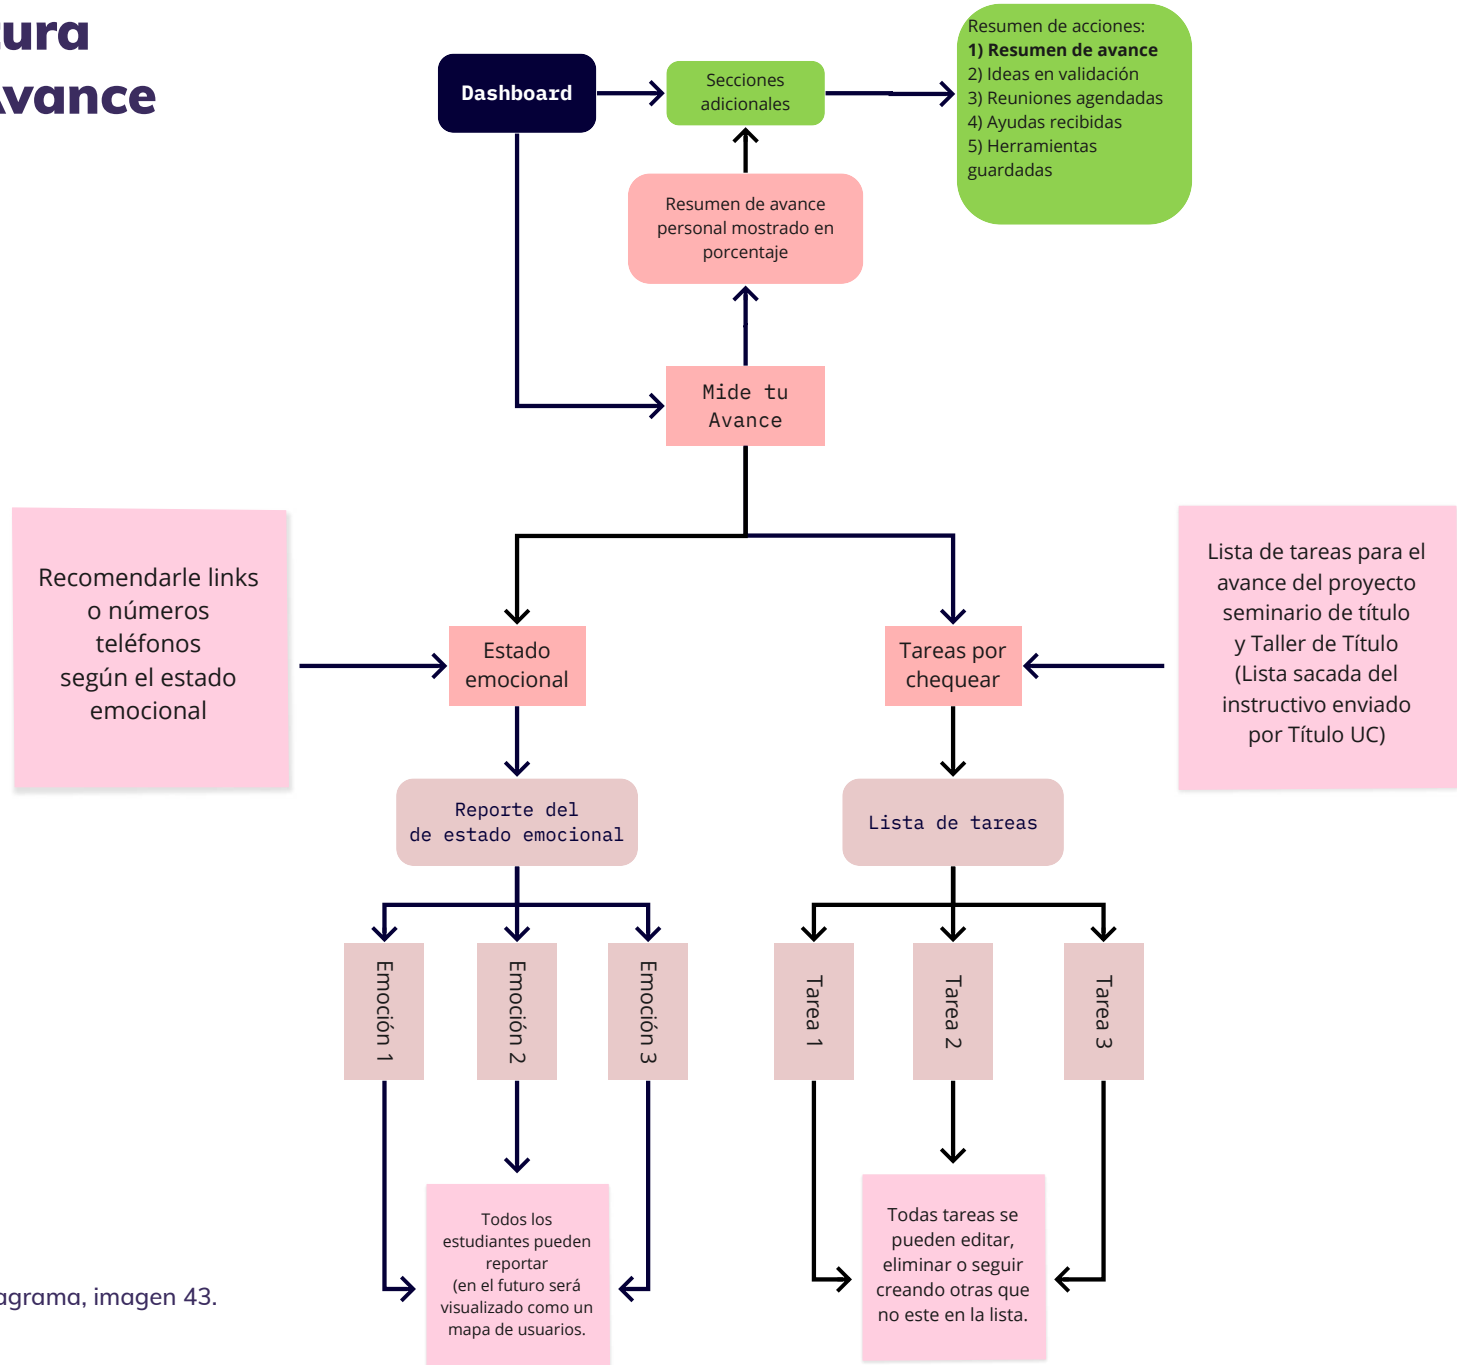 tura
Avance
Dashboard
Secciones
adicionales
Resumen de acciones:
1) Resumen de avance
2) Ideas en validación
3) Reuniones agendadas
4) Ayudas recibidas
5) Herramientas
guardadas
Resumen de avance
personal mostrado en
porcentaje
Mide tu
Avance
Recomendarle links
o números
teléfonos
según el estado
emocional
Estado
emocional
Tareas por
chequear
Lista de tareas para el
avance del proyecto
seminario de título
y Taller de Título
(Lista sacada del
instructivo enviado
por Título UC)
Reporte del
de estado emocional
Lista de tareas
Emoción 1
Emoción 2
Emoción 3
Tarea 1
Tarea 2
Tarea 3
Todos los
estudiantes pueden
reportar
(en el futuro será
visualizado como un
mapa de usuarios.
Todas tareas se
pueden editar,
eliminar o seguir
creando otras que
no este en la lista.
agrama, imagen 43.